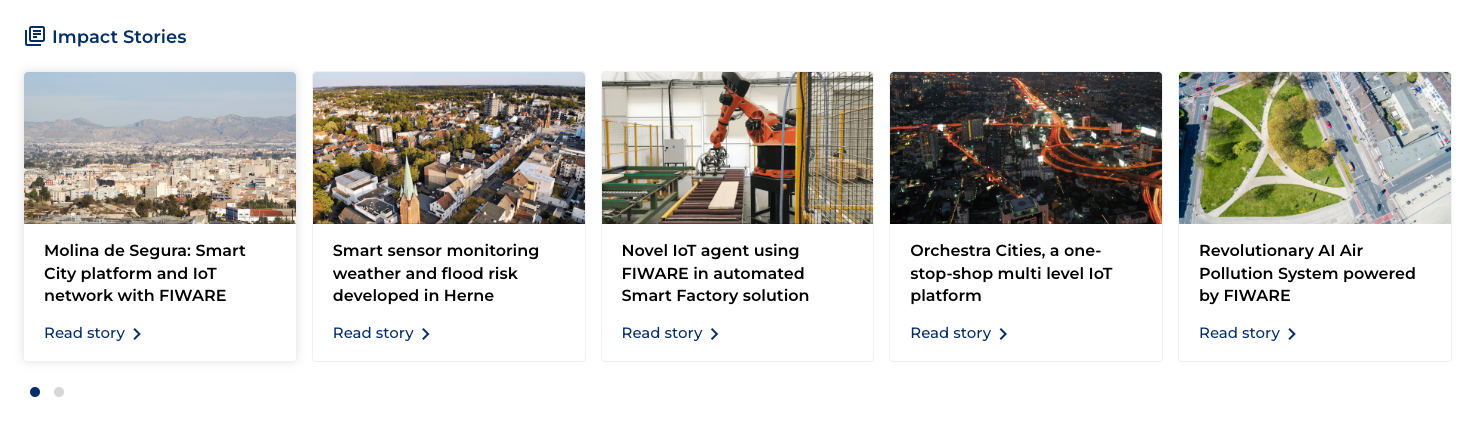 Impact Stories
Molina de Segura: Smart
City platform and IoT
network with FIWARE
Read story
Smart sensor monitoring
weather and flood risk
developed in Herne
Read story
Novel IoT agent using
FIWARE in automated
Smart Factory solution
Read story
Orchestra Cities, a one-
stop-shop multi level IoT
platform
Read story
Revolutionary AI Air
Pollution System powered
by FIWARE
Read story